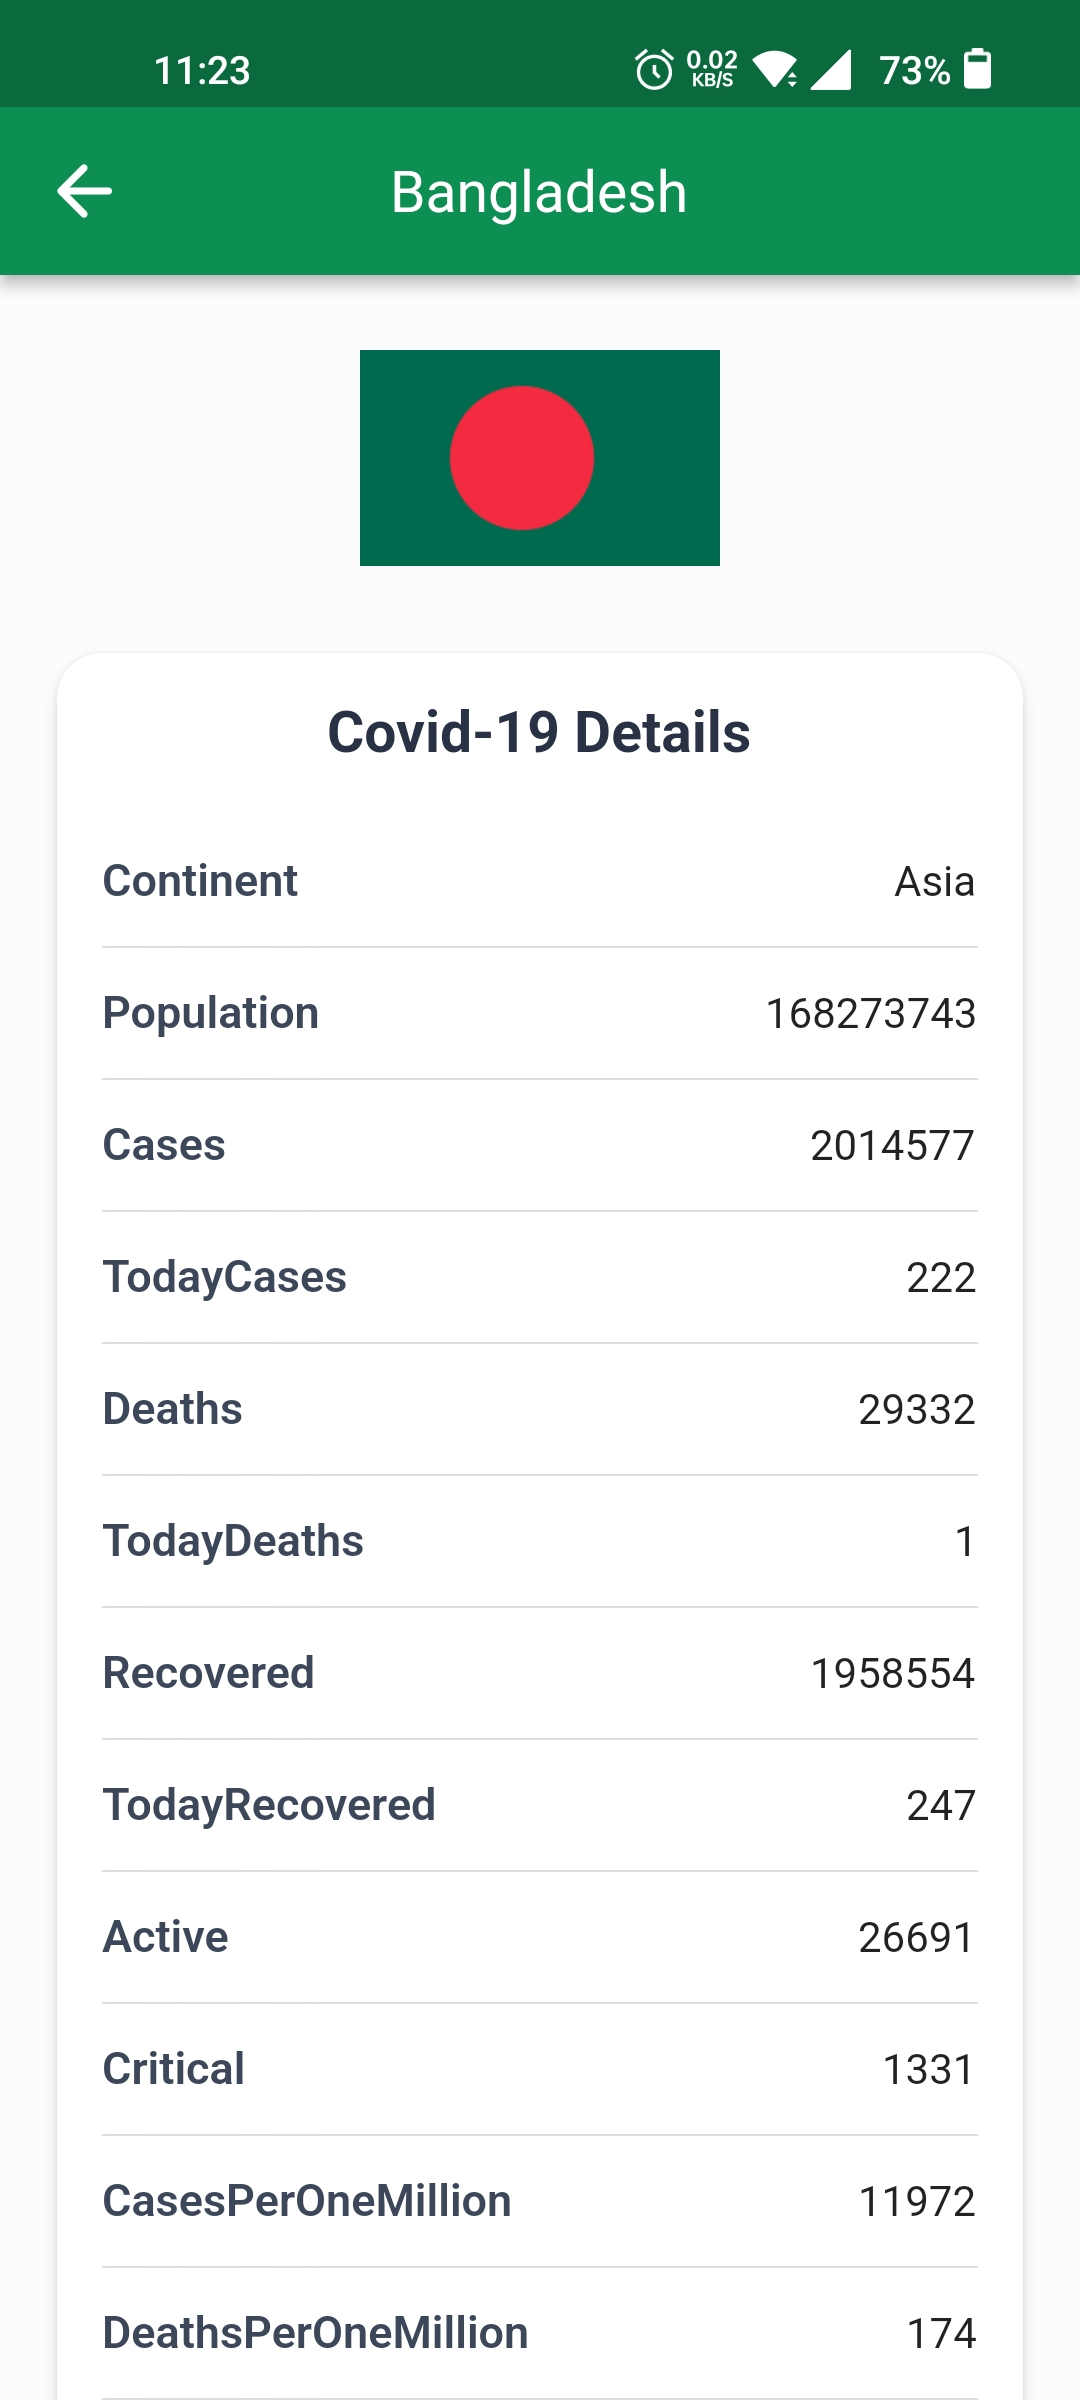 11:23 0.02 KB/S 73%
Bangladesh
Covid-19 Details
Continent Asia
Population 168273743
Cases 2014577
TodayCases 222
Deaths 29332
TodayDeaths 1
Recovered 1958554
TodayRecovered 247
Active 26691
Critical 1331
CasesPerOneMillion 11972
DeathsPerOneMillion 174